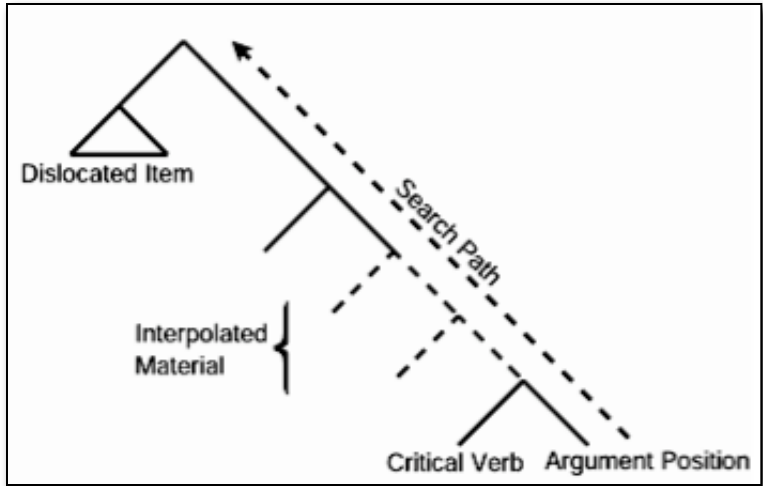 Dislocated Item
Search Path
Interpolated
Material
Critical Verb
Argument Position